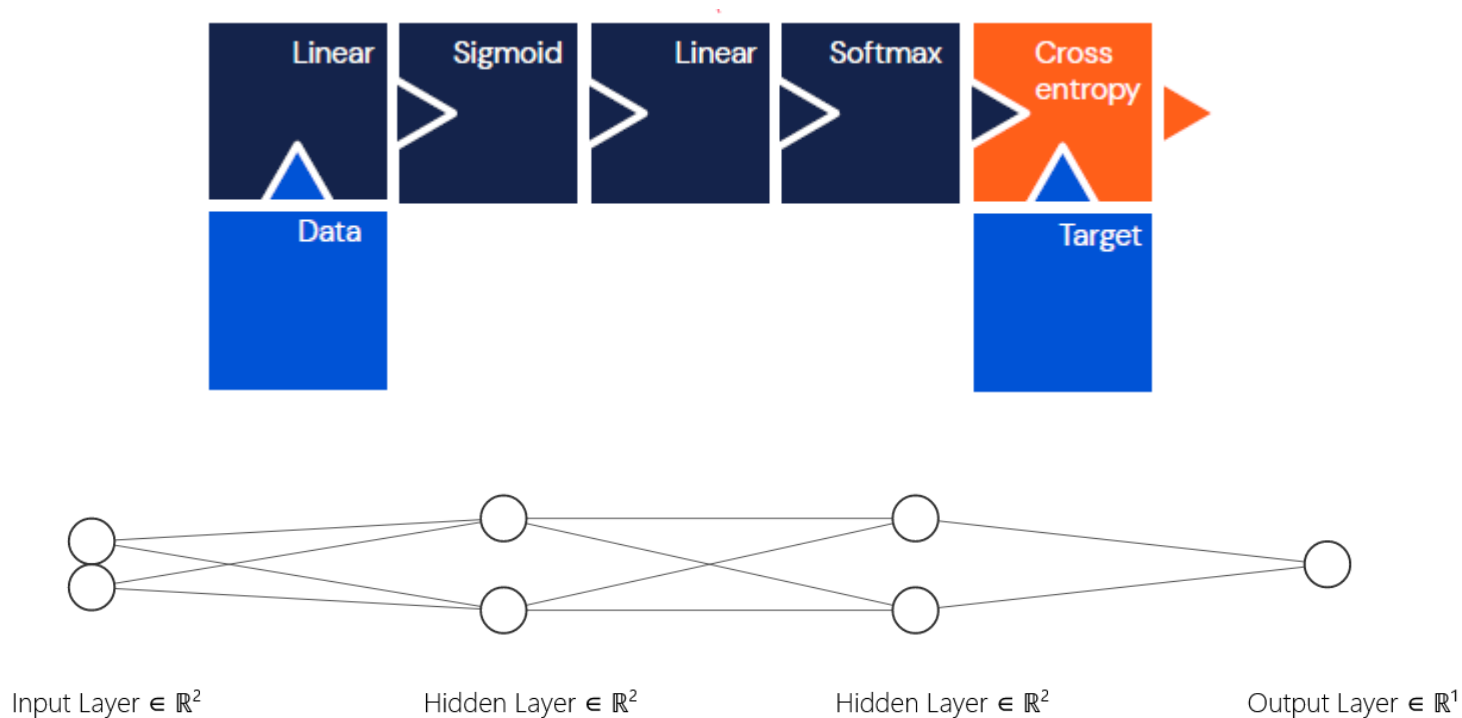 Linear
Sigmoid
Linear
Softmax
Cross
entropy
Data
Target
Input Layer ∈ ℝ²
Hidden Layer ∈ ℝ²
Hidden Layer ∈ ℝ²
Output Layer ∈ ℝ¹